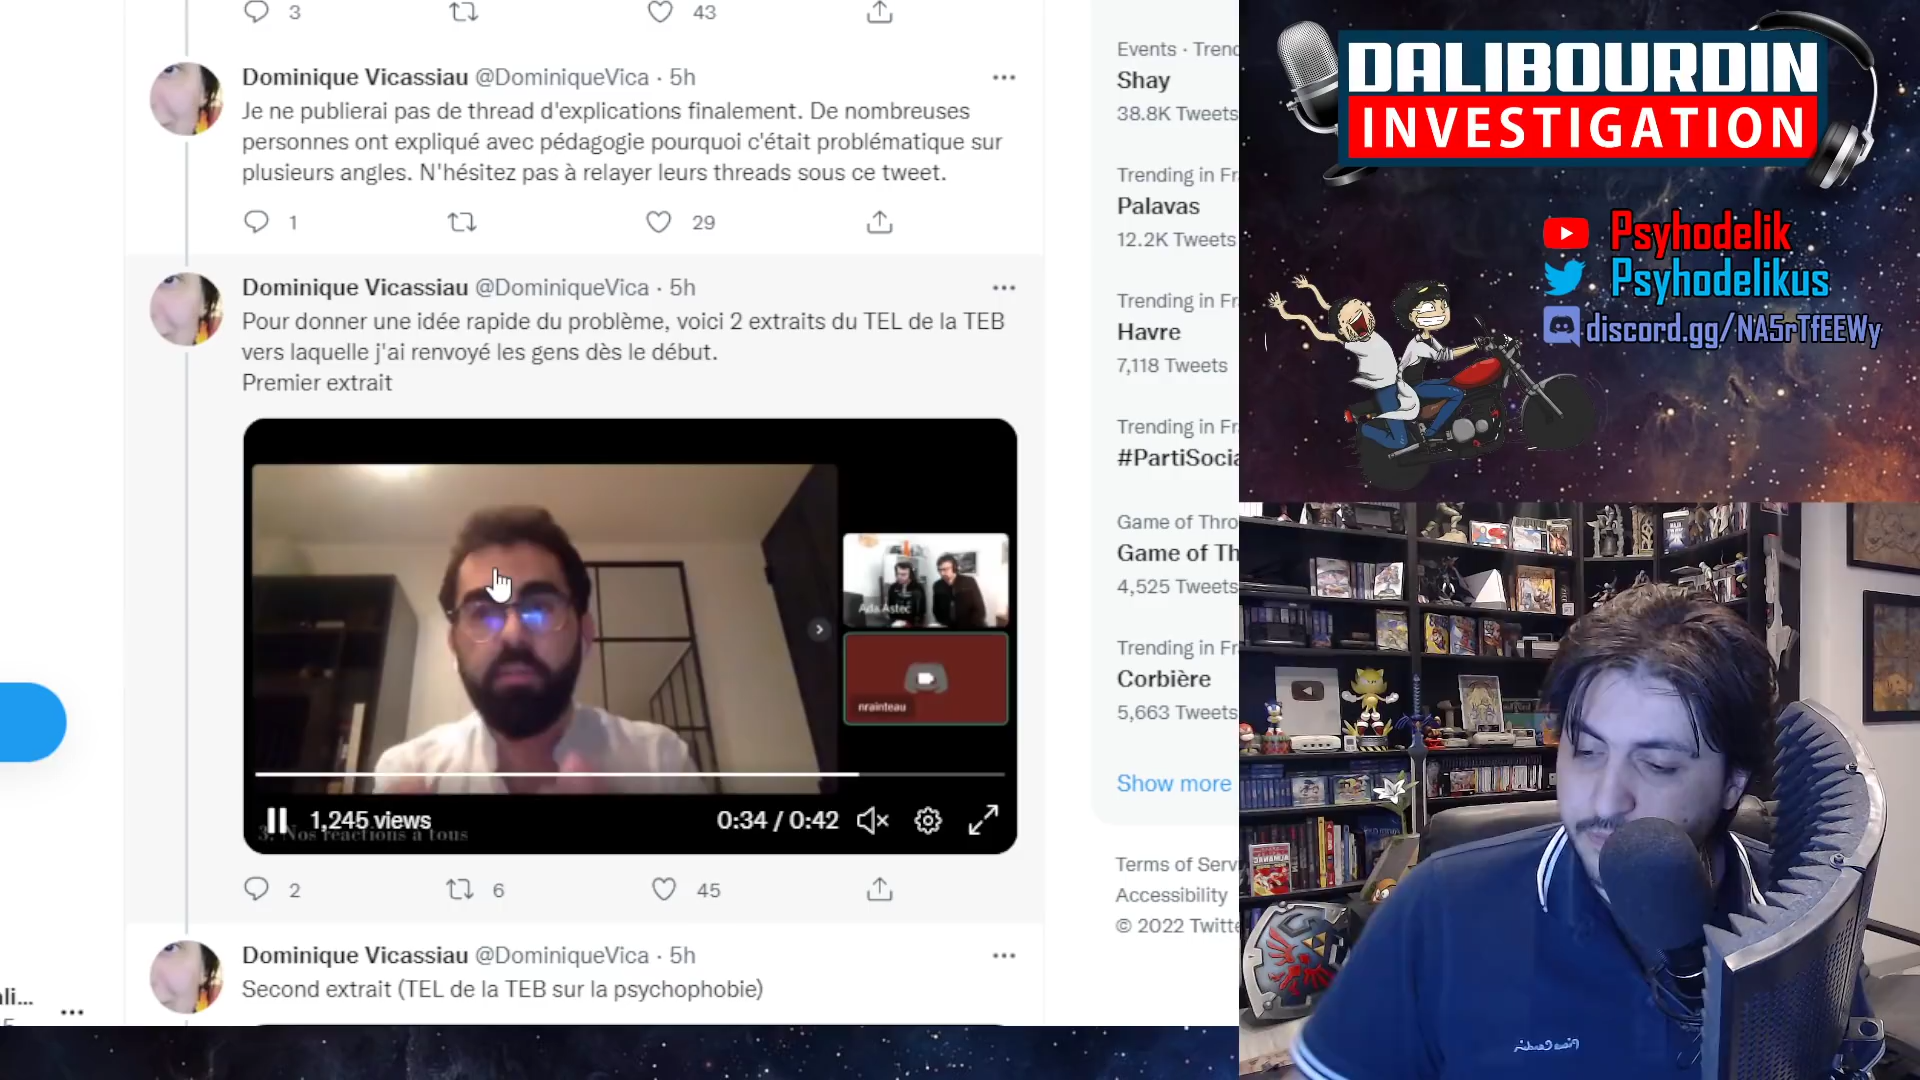 3
43
Dominique Vicassiau @DominiqueVica · 5h
Je ne publierai pas de thread d'explications finalement. De nombreuses
personnes ont expliqué avec pédagogie pourquoi c'était problématique sur
plusieurs angles. N'hésitez pas à relayer leurs threads sous ce tweet.
1
29
Dominique Vicassiau @DominiqueVica · 5h
Pour donner une idée rapide du problème, voici 2 extraits du TEL de la TEB
vers laquelle j'ai renvoyé les gens dès le début.
Premier extrait
Ada Astec
nrainteau
1,245 views
0:34 / 0:42
3. Nos réactions à tous
2
6
45
Dominique Vicassiau @DominiqueVica · 5h
Second extrait (TEL de la TEB sur la psychophobie)
li...
Events · Trend
Shay
38.8K Tweets
Trending in Fr
Palavas
12.2K Tweets
Trending in Fr
Havre
7,118 Tweets
Trending in Fr
#PartiSocia
Game of Thro
Game of Th
4,525 Tweets
Trending in Fr
Corbière
5,663 Tweets
Show more
Terms of Serv
Accessibility
© 2022 Twitte
DALIBOURDIN
INVESTIGATION
Psyhodelik
Psyhodelikus
discord.gg/NA5rTfEEWy